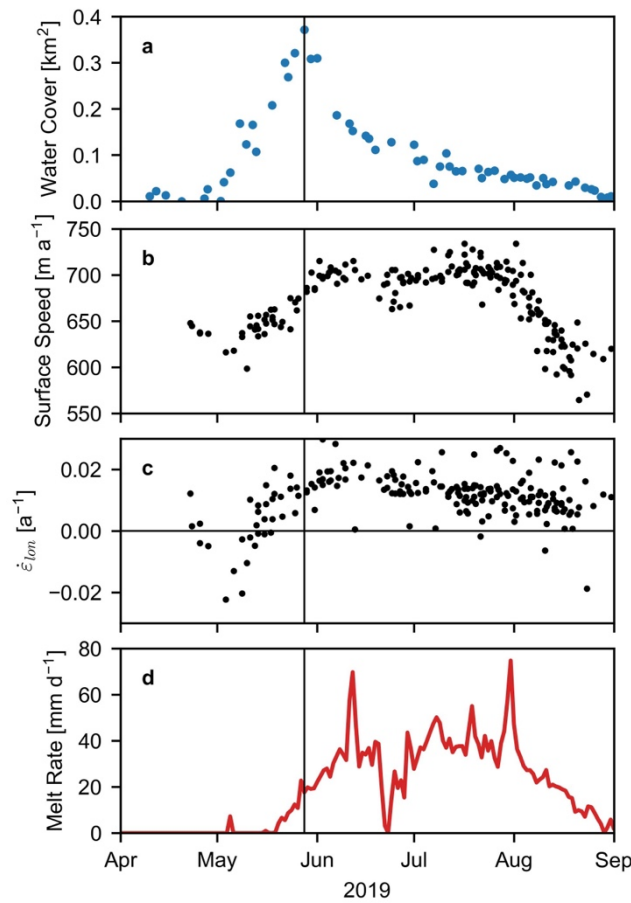 a
Water Cover [km²]
0.4
0.3
0.2
0.1
0.0
b
Surface Speed [m a⁻¹]
750
700
650
600
550
c
ε̇lon [a⁻¹]
0.02
0.00
−0.02
d
Melt Rate [mm d⁻¹]
80
60
40
20
0
Apr May Jun Jul Aug Sep
2019